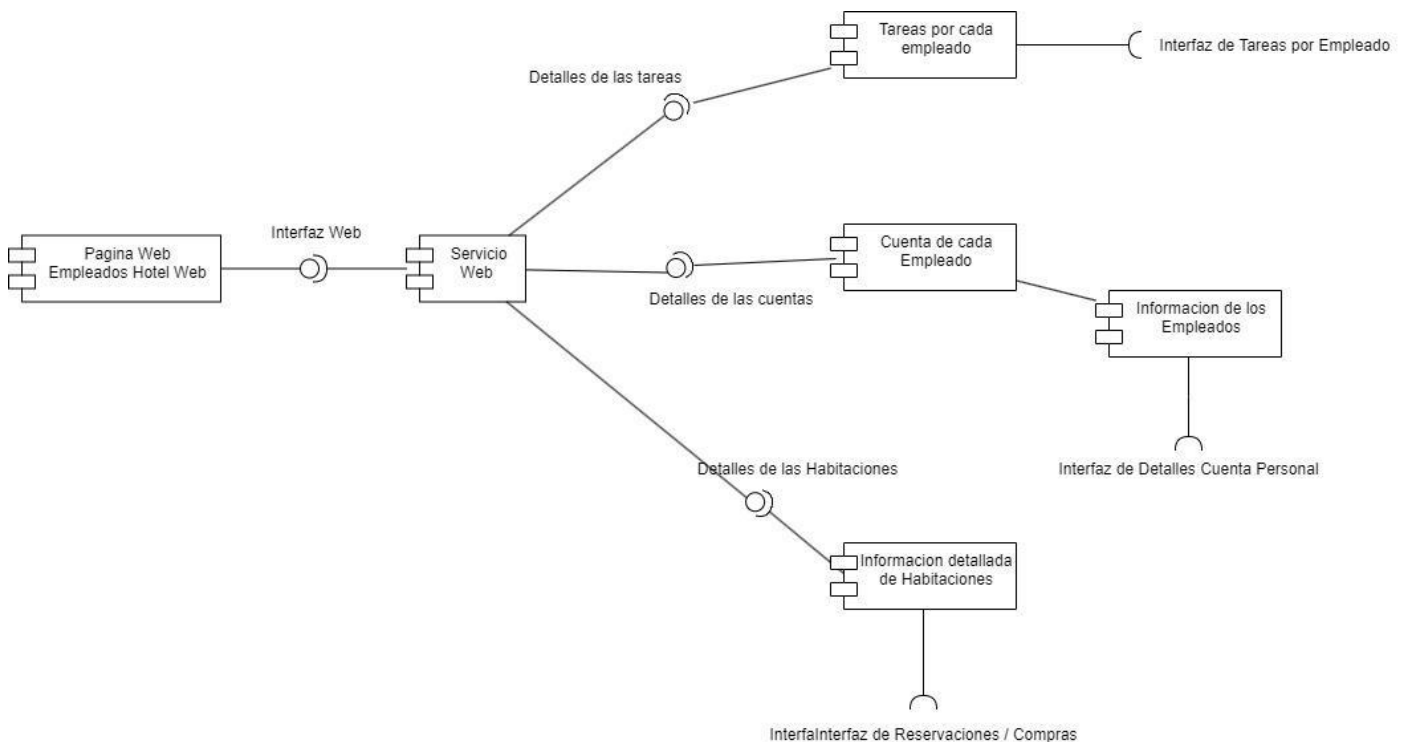 Tareas por cada
empleado
Interfaz de Tareas por Empleado
Detalles de las tareas
Interfaz Web
Pagina Web
Empleados Hotel Web
Servicio
Web
Cuenta de cada
Empleado
Detalles de las cuentas
Informacion de los
Empleados
Interfaz de Detalles Cuenta Personal
Detalles de las Habitaciones
Informacion detallada
de Habitaciones
InterfaInterfaz de Reservaciones / Compras